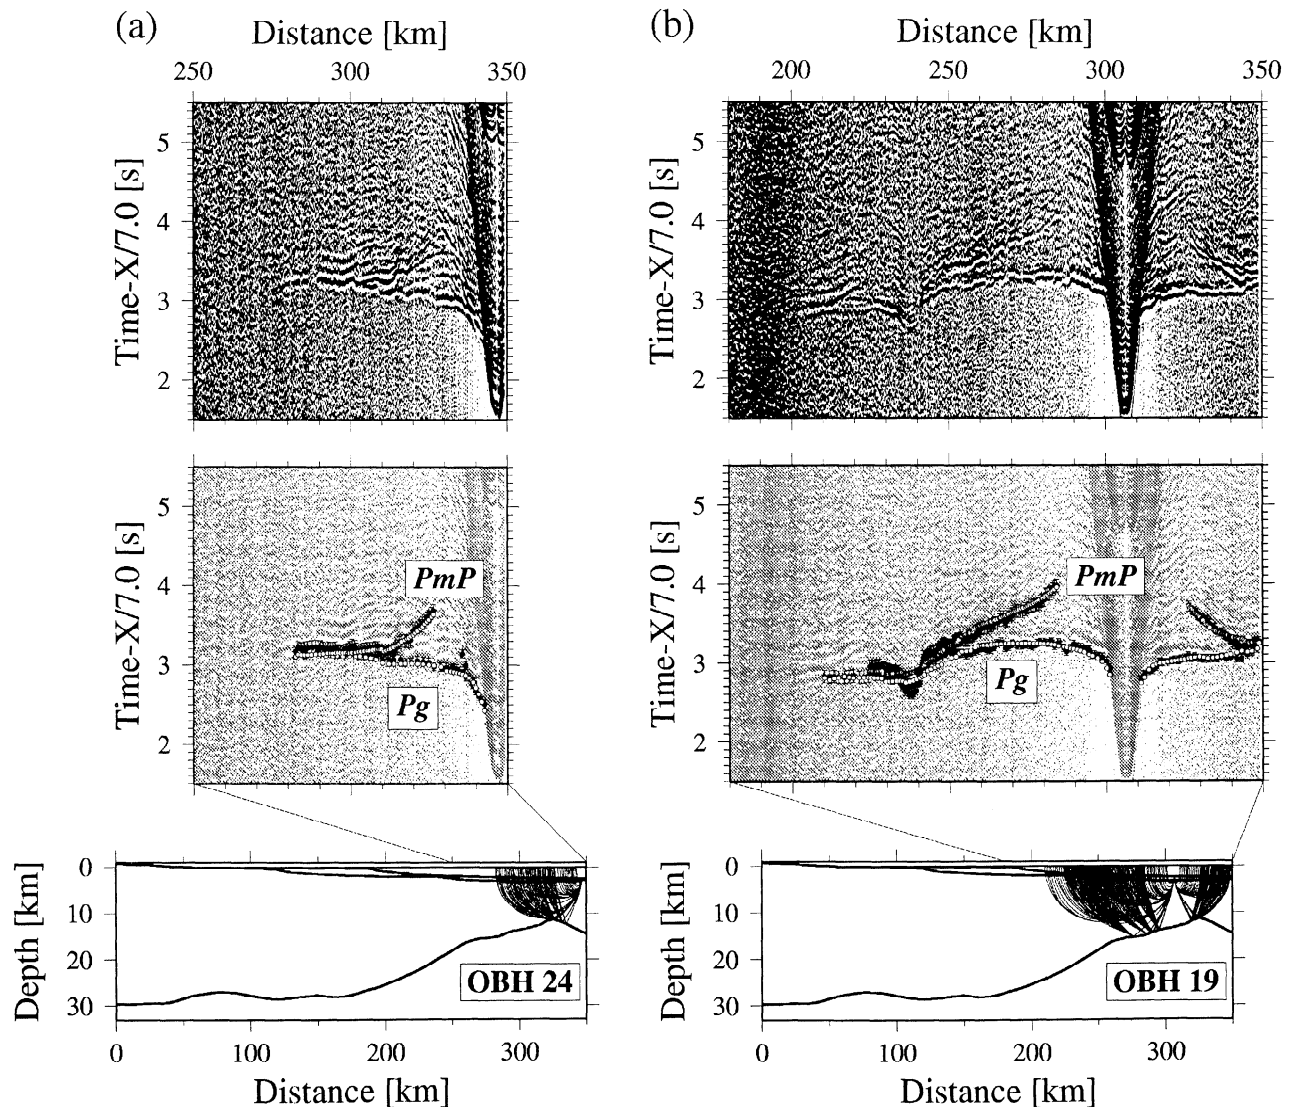 (a)
Distance [km]
250 300 350
Time-X/7.0 [s]
5
4
3
2
Time-X/7.0 [s]
5
4
3
2
PmP
Pg
Depth [km]
0
10
20
30
OBH 24
0 100 200 300
Distance [km]
(b)
Distance [km]
200 250 300 350
Time-X/7.0 [s]
5
4
3
2
Time-X/7.0 [s]
5
4
3
2
PmP
Pg
Depth [km]
0
10
20
30
OBH 19
0 100 200 300
Distance [km]